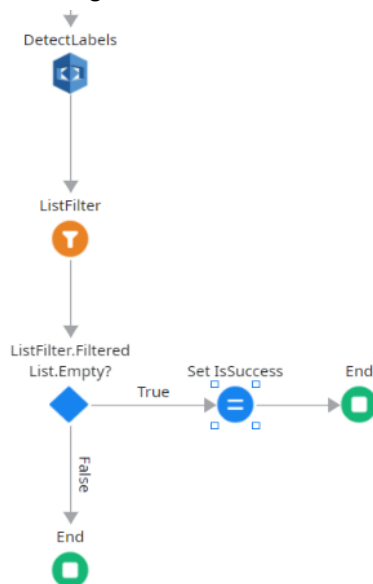 DetectLabels
ListFilter
ListFilter.Filtered
List.Empty?
True
Set IsSuccess
End
False
End